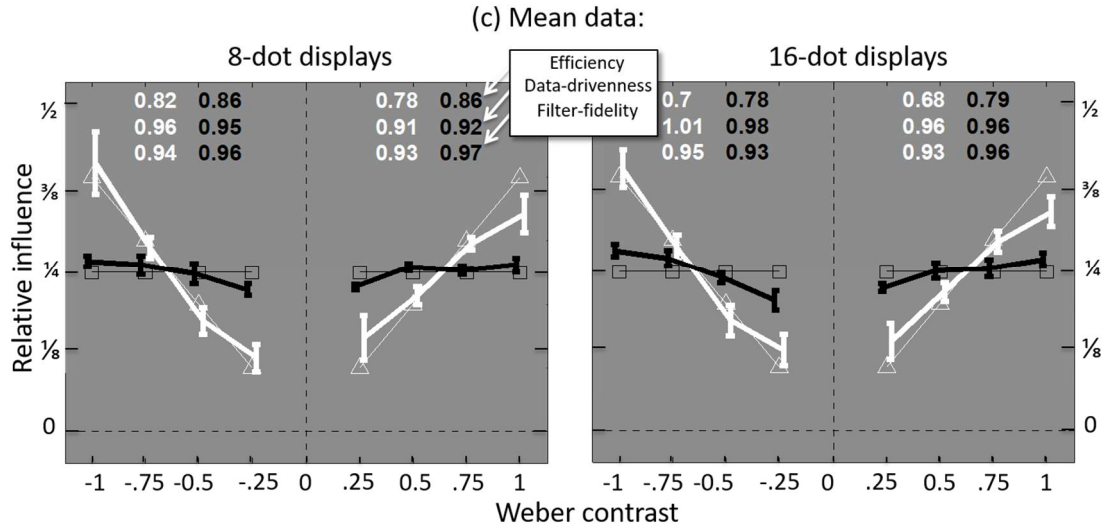 (c) Mean data:
8-dot displays
16-dot displays
Efficiency
Data-drivenness
Filter-fidelity
0.82 0.86
0.96 0.95
0.94 0.96
0.78 0.86
0.91 0.92
0.93 0.97
0.7 0.78
1.01 0.98
0.95 0.93
0.68 0.79
0.96 0.96
0.93 0.96
Relative influence
½
⅜
¼
⅛
0
½
⅜
¼
⅛
0
-1 -.75 -0.5 -.25 0 .25 0.5 .75 1
-1 -.75 -0.5 -.25 0 .25 0.5 .75 1
Weber contrast